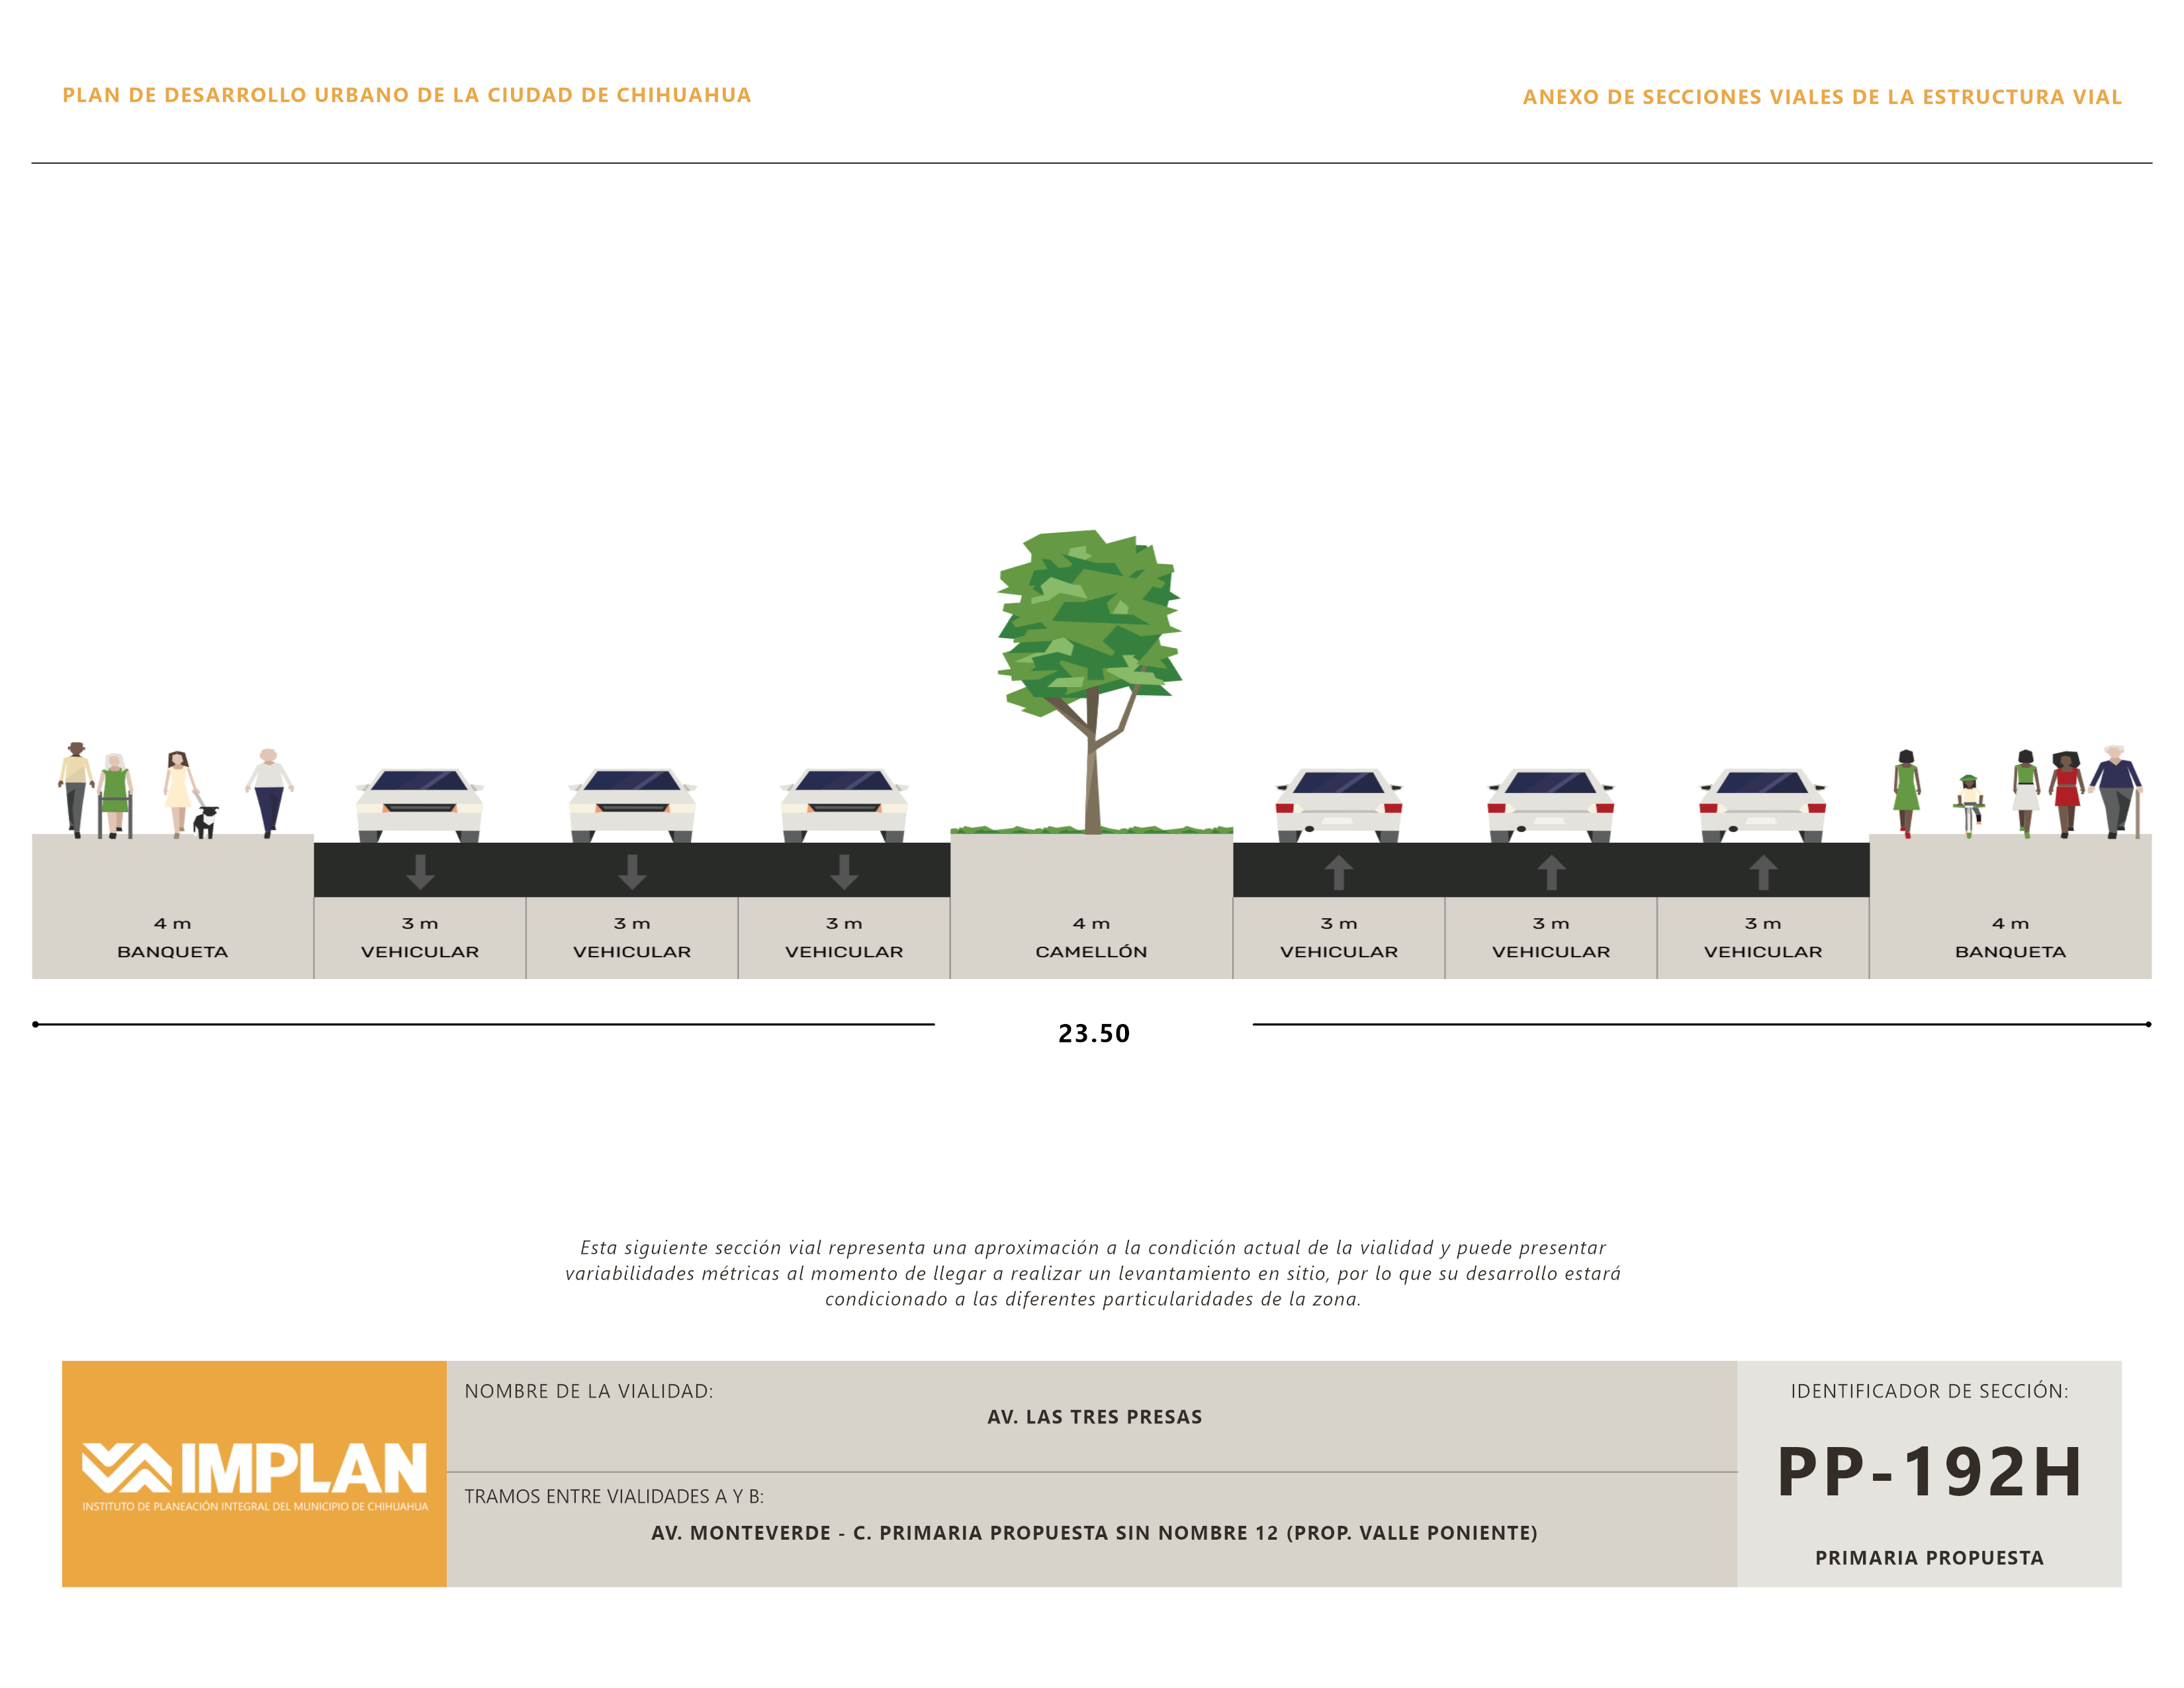 PLAN DE DESARROLLO URBANO DE LA CIUDAD DE CHIHUAHUA
ANEXO DE SECCIONES VIALES DE LA ESTRUCTURA VIAL
4 m
BANQUETA
3 m
VEHICULAR
3 m
VEHICULAR
3 m
VEHICULAR
4 m
CAMELLÓN
3 m
VEHICULAR
3 m
VEHICULAR
3 m
VEHICULAR
4 m
BANQUETA
23.50
Esta siguiente sección vial representa una aproximación a la condición actual de la vialidad y puede presentar
variabilidades métricas al momento de llegar a realizar un levantamiento en sitio, por lo que su desarrollo estará
condicionado a las diferentes particularidades de la zona.
IMPLAN
INSTITUTO DE PLANEACIÓN INTEGRAL DEL MUNICIPIO DE CHIHUAHUA
NOMBRE DE LA VIALIDAD:
AV. LAS TRES PRESAS
TRAMOS ENTRE VIALIDADES A Y B:
AV. MONTEVERDE - C. PRIMARIA PROPUESTA SIN NOMBRE 12 (PROP. VALLE PONIENTE)
IDENTIFICADOR DE SECCIÓN:
PP-192H
PRIMARIA PROPUESTA